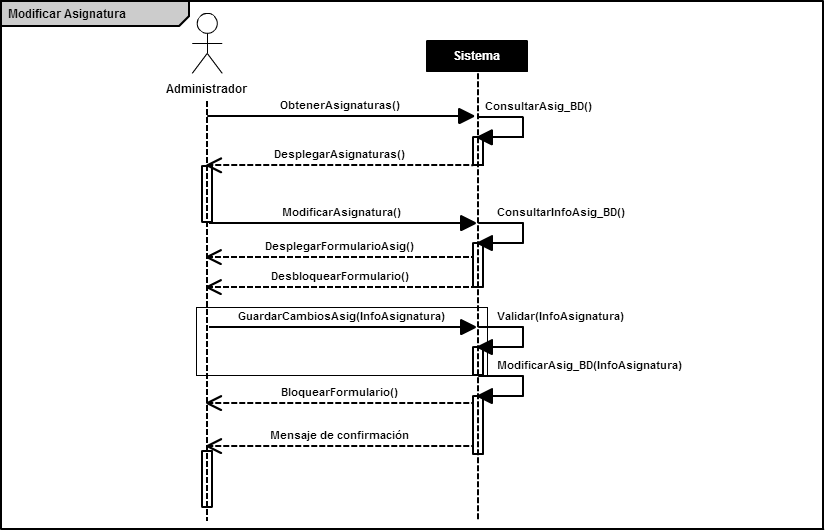 Modificar Asignatura
Sistema
Administrador
ObtenerAsignaturas()
ConsultarAsig_BD()
DesplegarAsignaturas()
ModificarAsignatura()
ConsultarInfoAsig_BD()
DesplegarFormularioAsig()
DesbloquearFormulario()
GuardarCambiosAsig(InfoAsignatura)
Validar(InfoAsignatura)
ModificarAsig_BD(InfoAsignatura)
BloquearFormulario()
Mensaje de confirmación